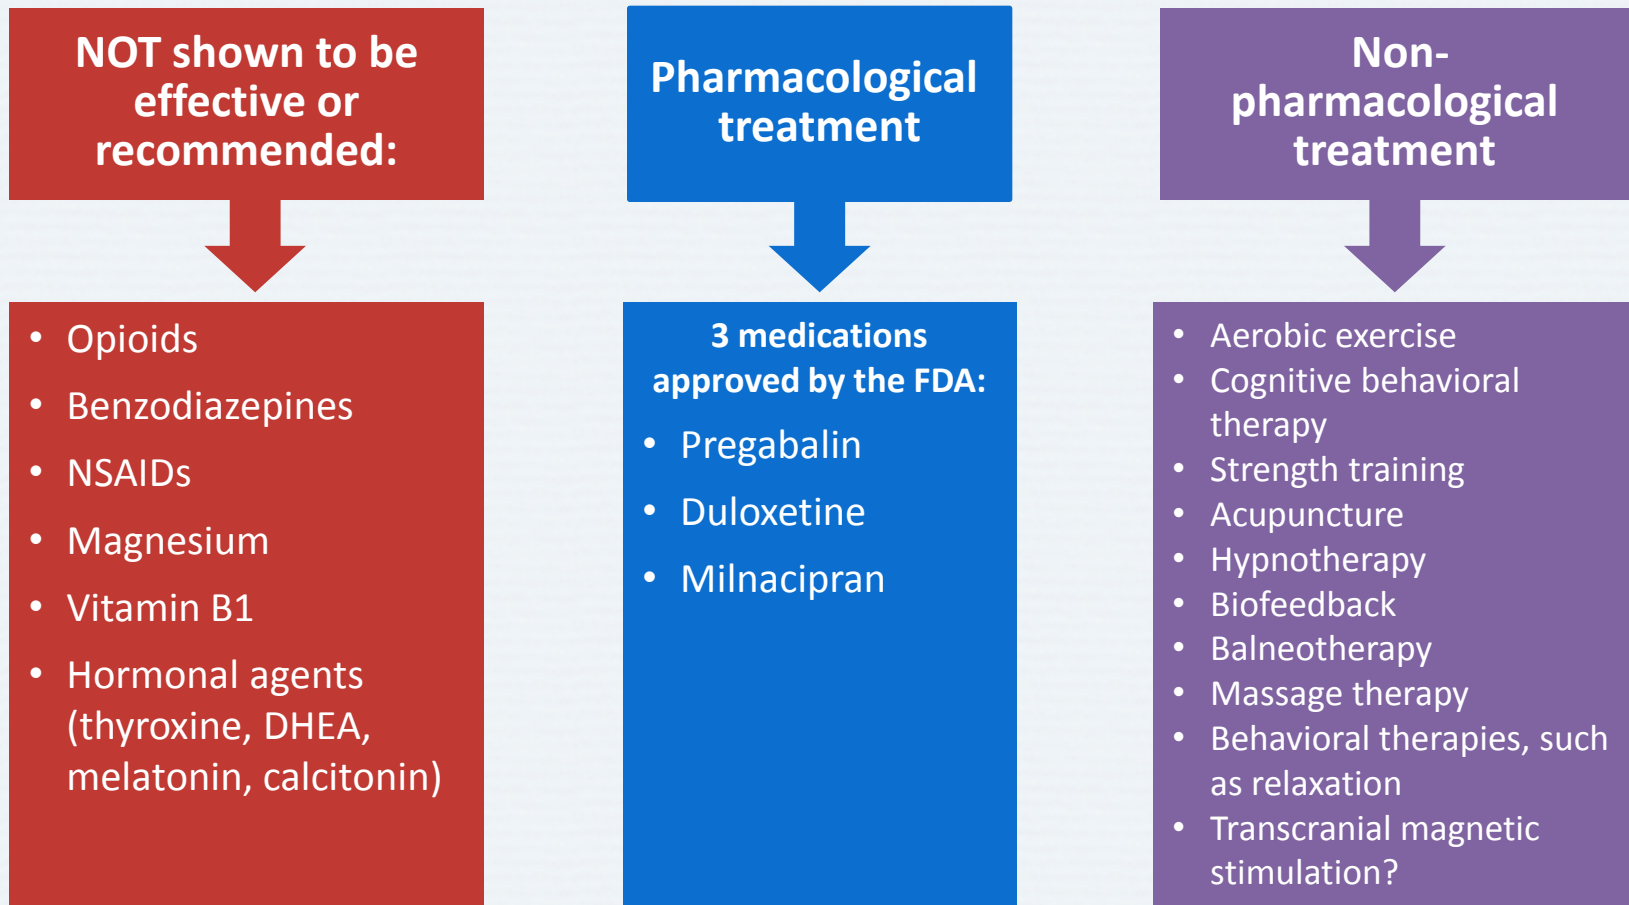 NOT shown to be
effective or
recommended:
• Opioids
• Benzodiazepines
• NSAIDs
• Magnesium
• Vitamin B1
• Hormonal agents
(thyroxine, DHEA,
melatonin, calcitonin)
Pharmacological
treatment
3 medications
approved by the FDA:
• Pregabalin
• Duloxetine
• Milnacipran
Non-
pharmacological
treatment
• Aerobic exercise
• Cognitive behavioral
therapy
• Strength training
• Acupuncture
• Hypnotherapy
• Biofeedback
• Balneotherapy
• Massage therapy
• Behavioral therapies, such
as relaxation
• Transcranial magnetic
stimulation?